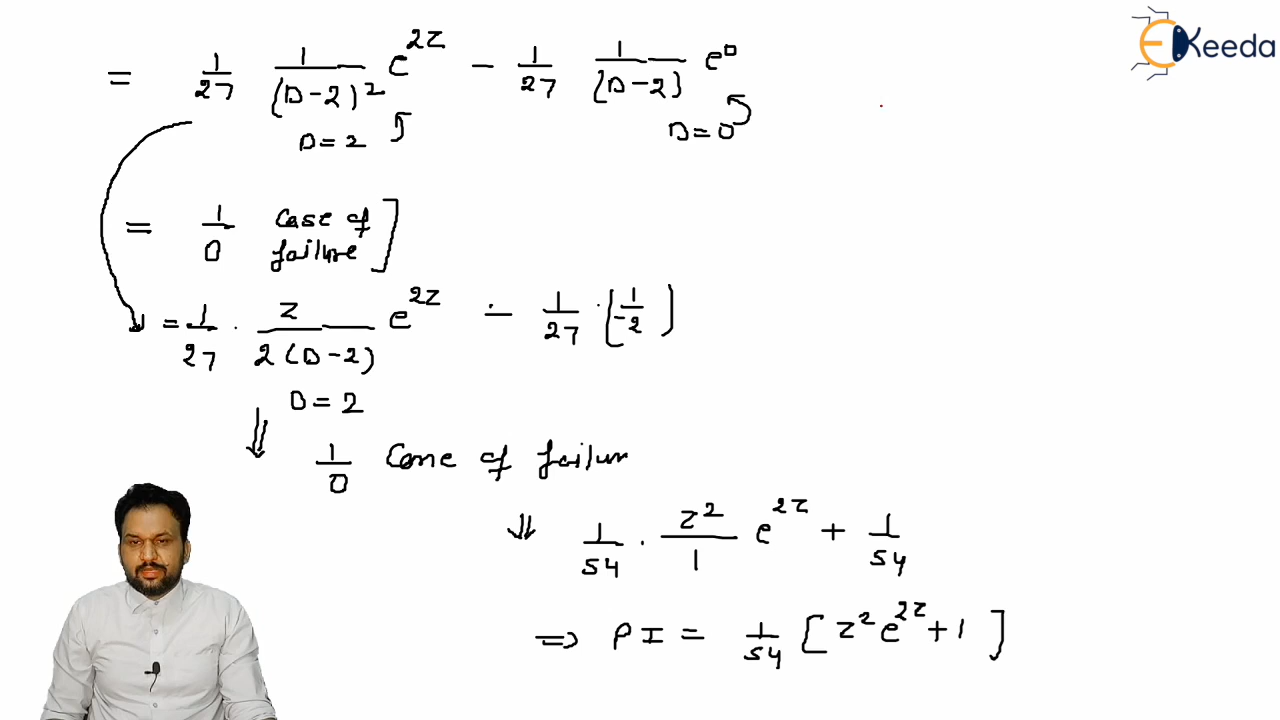 EKeeda
= 1/27 1/(D-2)² e^2z - 1/27 1/(D-2) e^0
D = 2 D = 0
= 1/0 Case of
failure ]
= 1/27 · z/2(D-2) e^2z - 1/27 · (1/-2)
D = 2
1/0 Case of failure
⇓ 1/54 · z²/1 e^2z + 1/54
⇒ PI = 1/54 [ z² e^2z + 1 ]